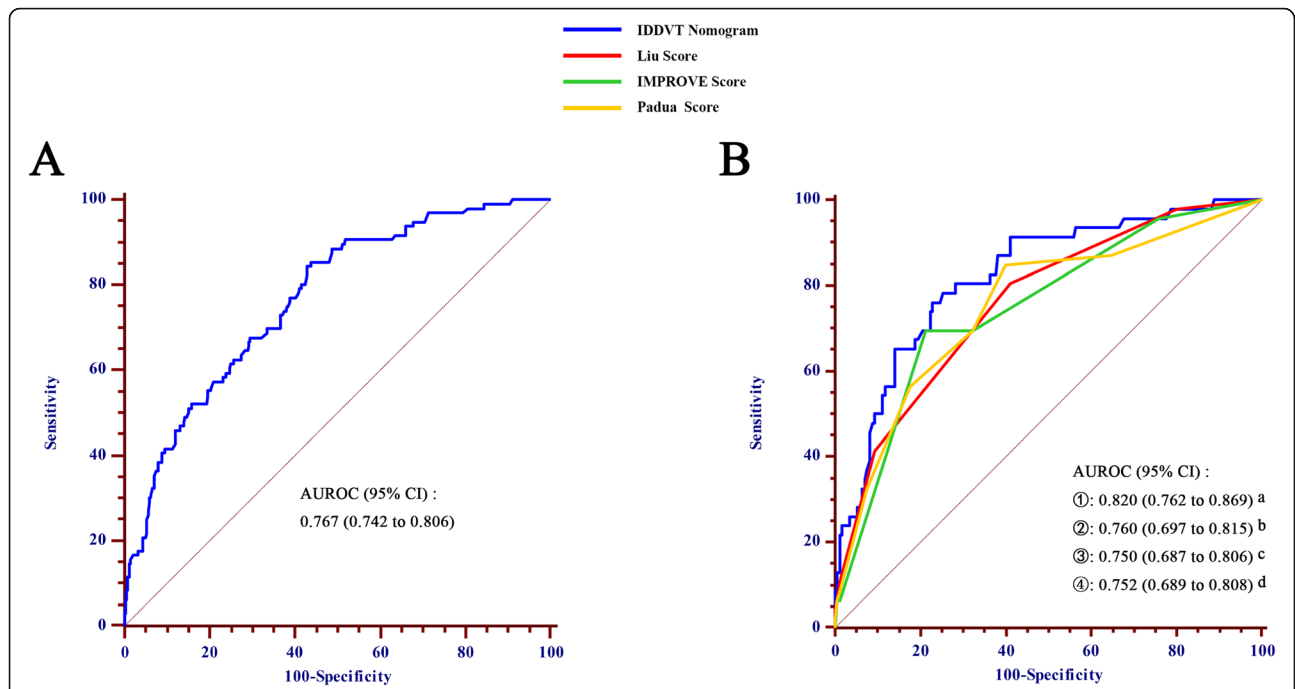 IDDVT Nomogram
Liu Score
IMPROVE Score
Padua Score
A
100
80
60
40
20
0
Sensitivity
0 20 40 60 80 100
100-Specificity
AUROC (95% CI) :
0.767 (0.742 to 0.806)
B
100
80
60
40
20
0
Sensitivity
0 20 40 60 80 100
100-Specificity
AUROC (95% CI) :
①: 0.820 (0.762 to 0.869) a
②: 0.760 (0.697 to 0.815) b
③: 0.750 (0.687 to 0.806) c
④: 0.752 (0.689 to 0.808) d